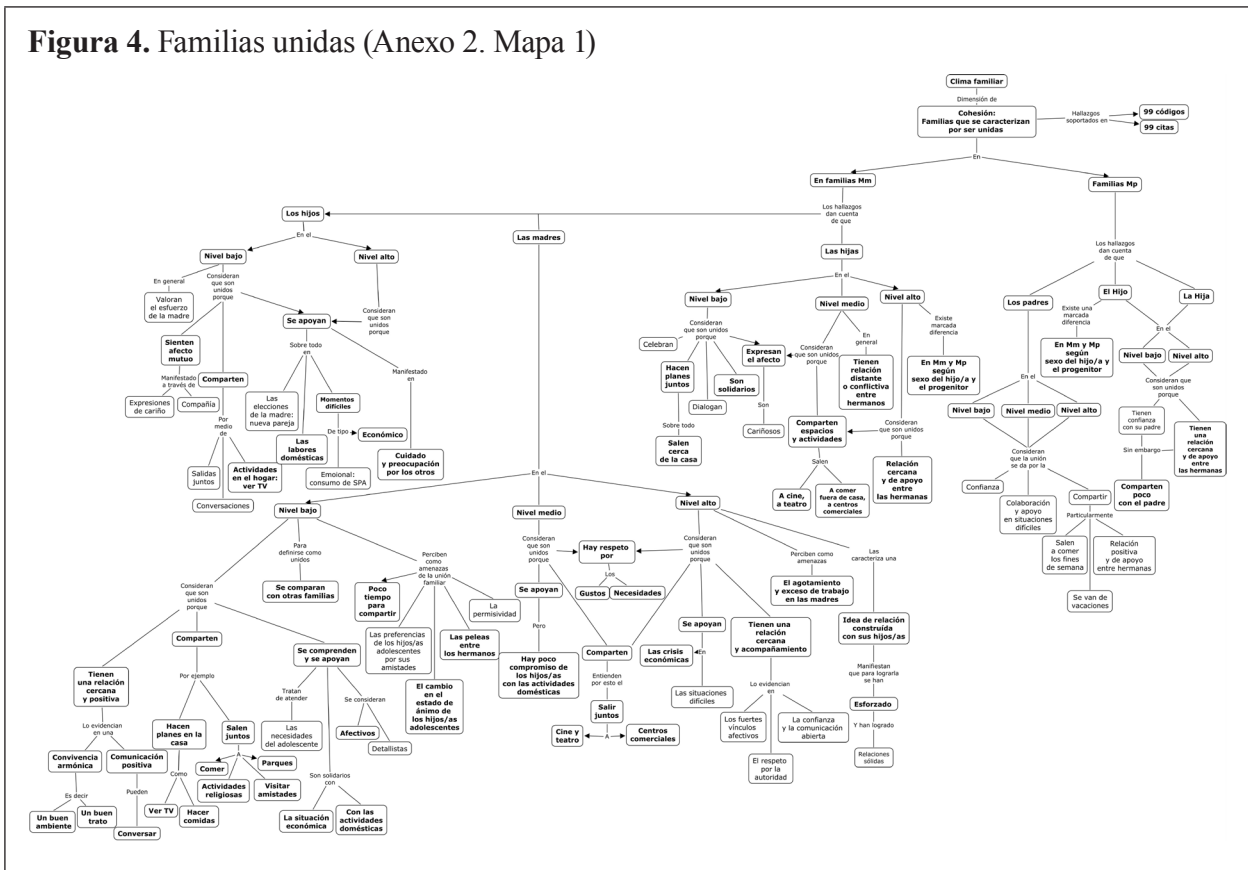 Figura 4. Familias unidas (Anexo 2. Mapa 1)
Clima familiar
Dimensión de
Cohesión:
Familias que se caracterizan
por ser unidas
Hallazgos
soportados en
99 códigos
99 citas
En
En familias Mm
Familias Mp
Los hallazgos
dan cuenta
de que
Los hijos
Las madres
Las hijas
En el
Nivel bajo
Nivel alto
En general
Valoran
el esfuerzo
de la madre
Consideran
que son
unidos
porque
Consideran
que son
unidos
porque
Sienten
afecto
mutuo
Manifestado
a través de
Expresiones
de cariño
Compañía
Comparten
Por
medio
de
Salidas
juntos
Actividades
en el hogar:
ver TV
Conversaciones
Se apoyan
Sobre todo
en
Las
elecciones
de la madre:
nueva pareja
Las
labores
domésticas
Momentos
difíciles
De tipo
Económico
Emoional:
consumo de SPA
Manifestado
en
Cuidado
y preocupación
por los otros
En el
Nivel bajo
Nivel medio
Nivel alto
Consideran
que son unidos
porque
Celebran
Hacen
planes
juntos
Sobre todo
Salen
cerca
de la casa
Dialogan
Son
solidarios
Expresan
el afecto
Son
Cariñosos
Consideran
que son unidos
porque
En
general
Tienen
relación
distante
o conflictiva
entre
hermanos
Comparten
espacios
y actividades
Salen
A cine,
a teatro
A comer
fuera de casa,
a centros
comerciales
Existe
marcada
diferencia
En Mm y Mp
según
sexo del hijo/a y
el progenitor
Consideran
que son unidos
porque
Relación
cercana
y de apoyo
entre
las hermanas
Los hallazgos
dan cuenta
de que
Los padres
El Hijo
La Hija
Existe una
marcada
diferencia
En Mm y Mp
según
sexo del hijo/a y
el progenitor
En el
Nivel bajo
Nivel alto
Consideran que
son unidos
porque
Tienen
confianza
con su padre
Sin embargo
Comparten
poco
con el padre
Tienen
una
relación
cercana
y de apoyo
entre
las hermanas
En el
Nivel bajo
Nivel medio
Nivel alto
Consideran
que la unión
se da por la
Confianza
Colaboración
y apoyo
en situaciones
difíciles
Compartir
Particularmente
Salen
a comer
los fines
de semana
Relación
positiva
y de apoyo
entre hermanas
Se van de
vacaciones
En el
Nivel bajo
Nivel medio
Nivel alto
Consideran
que son
unidos
porque
Tienen
una relación
cercana
y positiva
Lo evidencian
en una
Convivencia
armónica
Es decir
Un buen
ambiente
Un buen
trato
Comunicación
positiva
Pueden
Conversar
Comparten
Por ejemplo
Hacen
planes en
la casa
Como
Ver TV
Hacer
comidas
Salen
juntos
A
Comer
Parques
Actividades
religiosas
Visitar
amistades
Se comprenden
y se apoyan
Tratan
de atender
Las
necesidades
del adolescente
Se consideran
Afectivos
Detallistas
Son solidarios
con
La situación
económica
Con las
actividades
domésticas
Para
definirse como
unidos
Se comparan
con otras familias
Perciben
como
amenazas
de la unión
familiar
Poco
tiempo
para
compartir
Las preferencias
de los hijos/as
adolescentes
por sus
amistades
El cambio
en el
estado de
ánimo de
los hijos/as
adolescentes
Las peleas
entre
los hermanos
La
permisividad
Consideran
que son
unidos
porque
Se apoyan
Pero
Hay poco
compromiso de
los hijos/as
con las actividades
domésticas
Hay respeto
por
Los
Gustos
Necesidades
Comparten
Entienden
por esto el
Salir
juntos
A
Cine y
teatro
Centros
comerciales
Consideran
que son
unidos
porque
Se apoyan
En
Las crisis
económicas
Las situaciones
difíciles
Tienen una
relación
cercana
y acompañamiento
Lo evidencian
en
Los fuertes
vínculos
afectivos
El respeto
por la
autoridad
La confianza
y la comunicación
abierta
Perciben como
amenazas
El agotamiento
y exceso de trabajo
en las madres
Las
caracteriza una
Idea de relación
construída
con sus hijos/as
Manifiestan
que para lograrla
se han
Esforzado
Y han logrado
Relaciones
sólidas